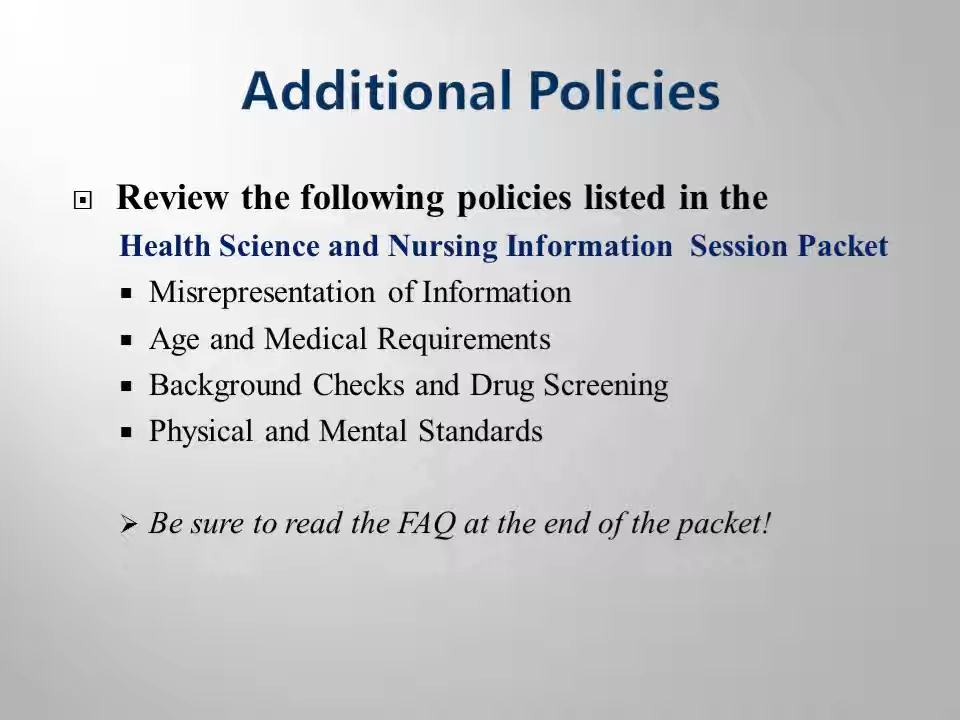 Additional Policies
Review the following policies listed in the
Health Science and Nursing Information  Session Packet
Misrepresentation of Information
Age and Medical Requirements
Background Checks and Drug Screening
Physical and Mental Standards
Be sure to read the FAQ at the end of the packet!